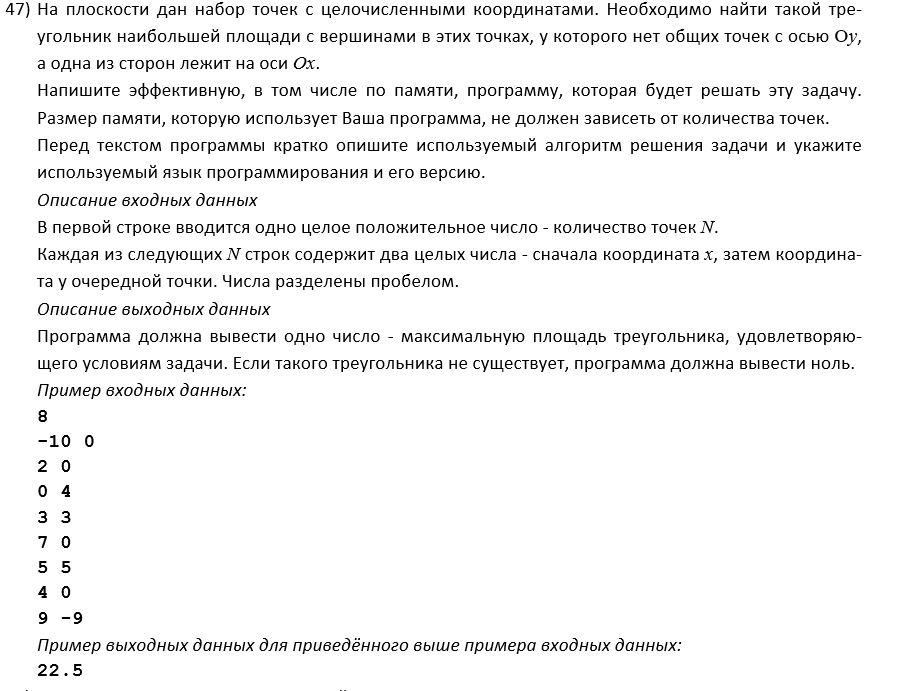 47) На плоскости дан набор точек с целочисленными координатами. Необходимо найти такой тре-
угольник наибольшей площади с вершинами в этих точках, у которого нет общих точек с осью Oy,
а одна из сторон лежит на оси Ox.
Напишите эффективную, в том числе по памяти, программу, которая будет решать эту задачу.
Размер памяти, которую использует Ваша программа, не должен зависеть от количества точек.
Перед текстом программы кратко опишите используемый алгоритм решения задачи и укажите
используемый язык программирования и его версию.
Описание входных данных
В первой строке вводится одно целое положительное число - количество точек N.
Каждая из следующих N строк содержит два целых числа - сначала координата x, затем координа-
та y очередной точки. Числа разделены пробелом.
Описание выходных данных
Программа должна вывести одно число - максимальную площадь треугольника, удовлетворяю-
щего условиям задачи. Если такого треугольника не существует, программа должна вывести ноль.
Пример входных данных:
8
-10 0
2 0
0 4
3 3
7 0
5 5
4 0
9 -9
Пример выходных данных для приведённого выше примера входных данных:
22.5